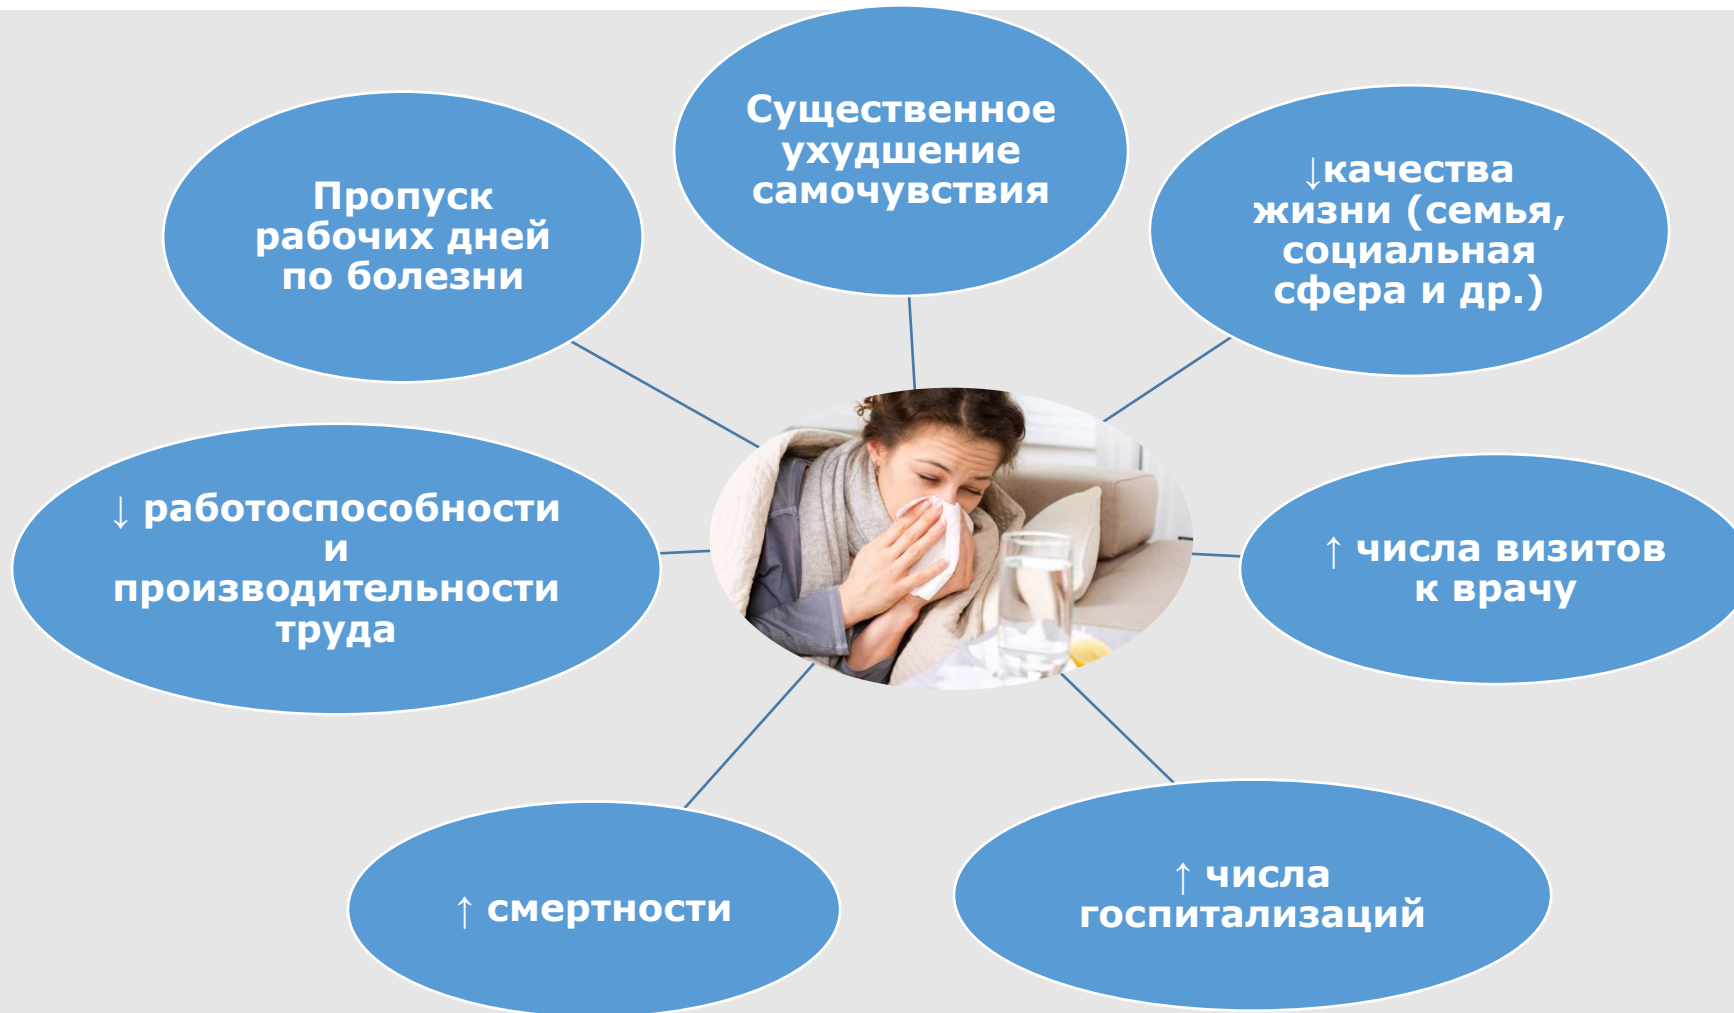 Существенное
ухудшение
самочувствия
↓качества
жизни (семья,
социальная
сфера и др.)
↑ числа визитов
к врачу
↑ числа
госпитализаций
↑ смертности
↓ работоспособности
и
производительности
труда
Пропуск
рабочих дней
по болезни